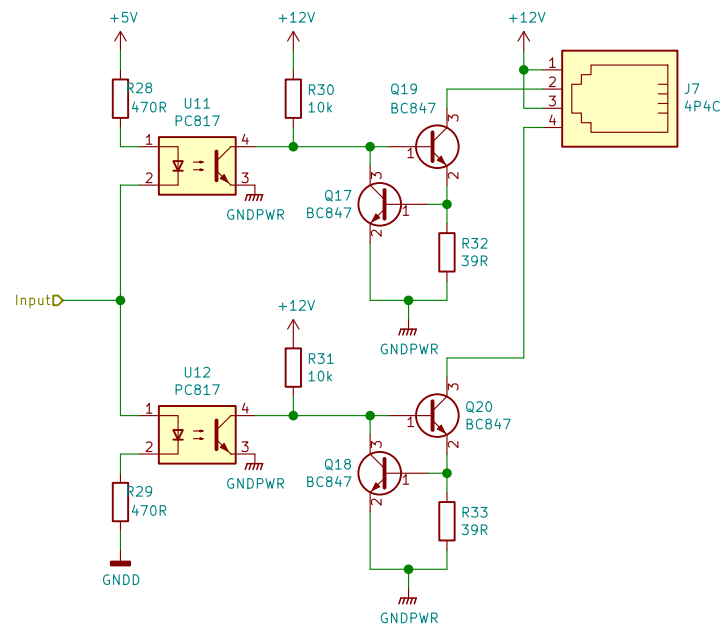 +5V
+12V
+12V
R28
470R
U11
PC817
1
2
4
3
GNDPWR
R30
10k
Q19
BC847
3
1
2
Q17
BC847
3
1
2
R32
39R
GNDPWR
1
2
3
4
J7
4P4C
Input
+12V
R31
10k
U12
PC817
1
2
4
3
GNDPWR
R29
470R
GNDD
Q20
BC847
3
1
2
Q18
BC847
3
1
2
R33
39R
GNDPWR